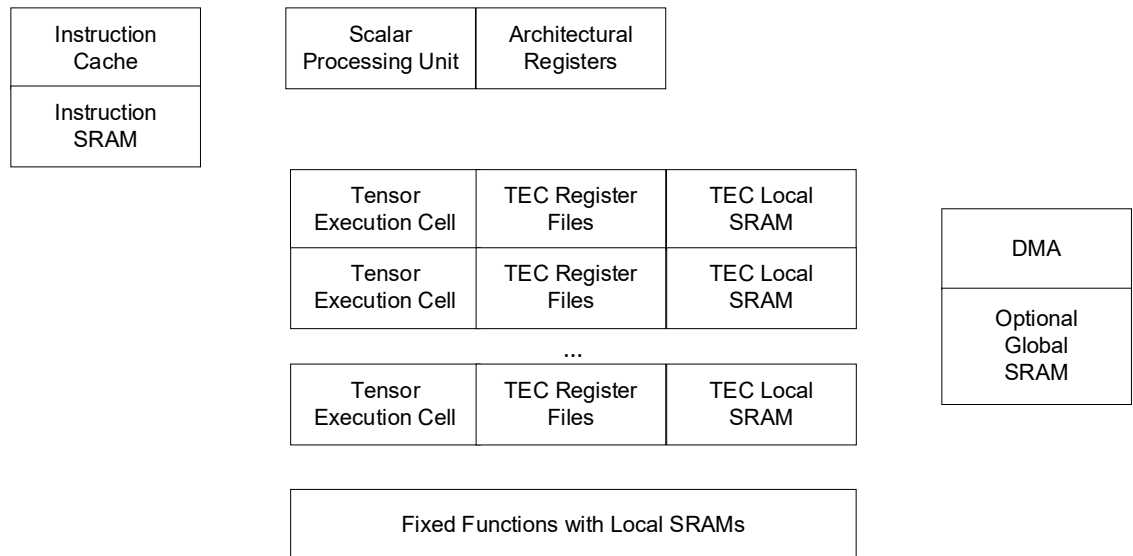 Instruction
Cache
Instruction
SRAM
Scalar
Processing Unit
Architectural
Registers
Tensor
Execution Cell
TEC Register
Files
TEC Local
SRAM
Tensor
Execution Cell
TEC Register
Files
TEC Local
SRAM
...
Tensor
Execution Cell
TEC Register
Files
TEC Local
SRAM
Fixed Functions with Local SRAMs
DMA
Optional
Global
SRAM